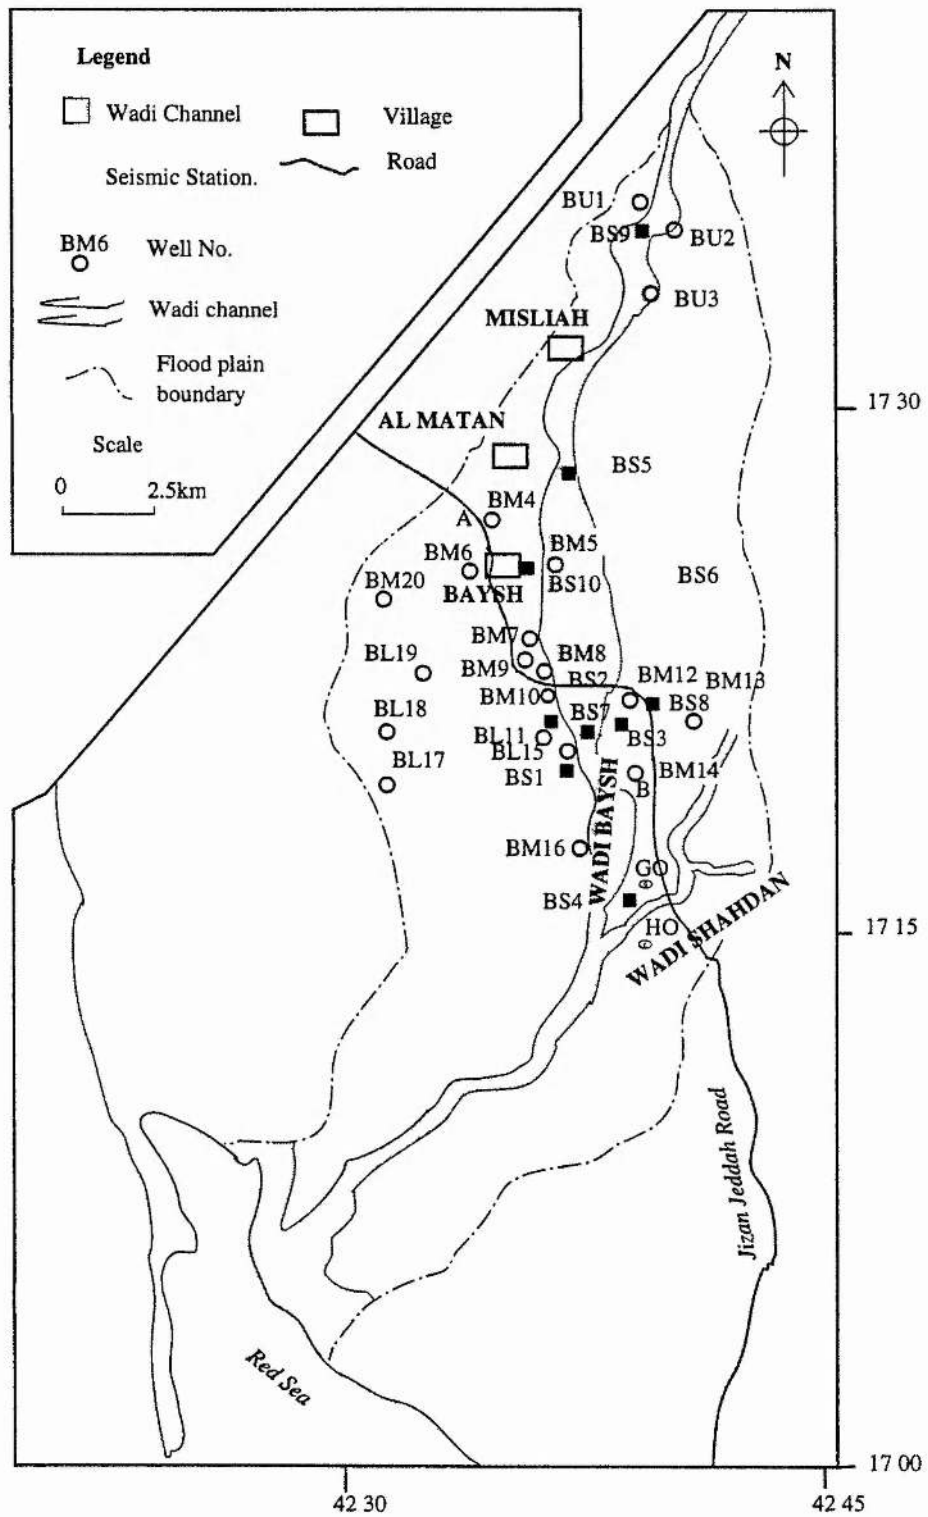 Legend
Wadi Channel
Village
Road
Seismic Station.
BM6
Well No.
Wadi channel
Flood plain
boundary
Scale
0 2.5km
N
BU1
BS9
BU2
BU3
MISLIAH
17 30
AL MATAN
BS5
BM4
A
BM6
BM5
BM20
BAYSH
BS10
BS6
BM7
BL19
BM9
BM8
BS2
BM12
BM13
BM10
BS8
BL18
BS7
BL11
BS3
BL15
BL17
BS1
BM14
B
WADI BAYSH
BM16
GO
BS4
HO
WADI SHAHDAN
17 15
Jizan Jeddah Road
Red Sea
17 00
42 30
42 45